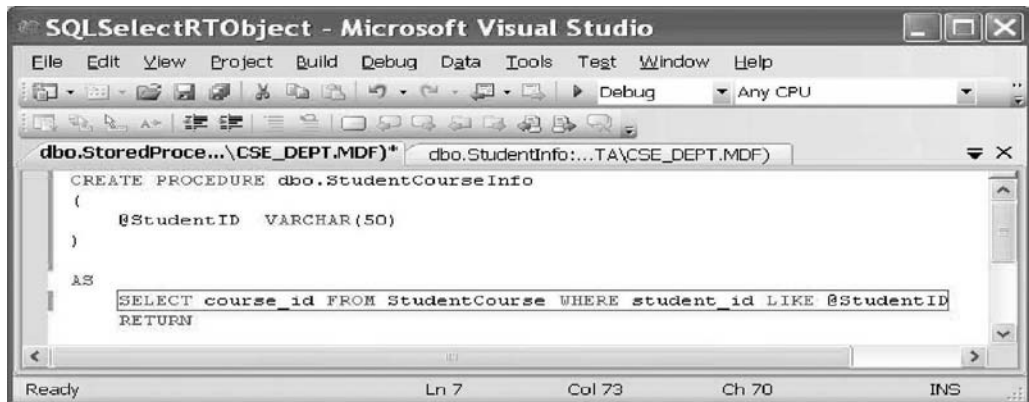 SQLSelectRTObject - Microsoft Visual Studio
File Edit View Project Build Debug Data Tools Test Window Help
Debug Any CPU
dbo.StoredProce...\CSE_DEPT.MDF)* dbo.StudentInfo:...TA\CSE_DEPT.MDF)
CREATE PROCEDURE dbo.StudentCourseInfo
(
@StudentID VARCHAR(50)
)
AS
SELECT course_id FROM StudentCourse WHERE student_id LIKE @StudentID
RETURN
Ready Ln 7 Col 73 Ch 70 INS